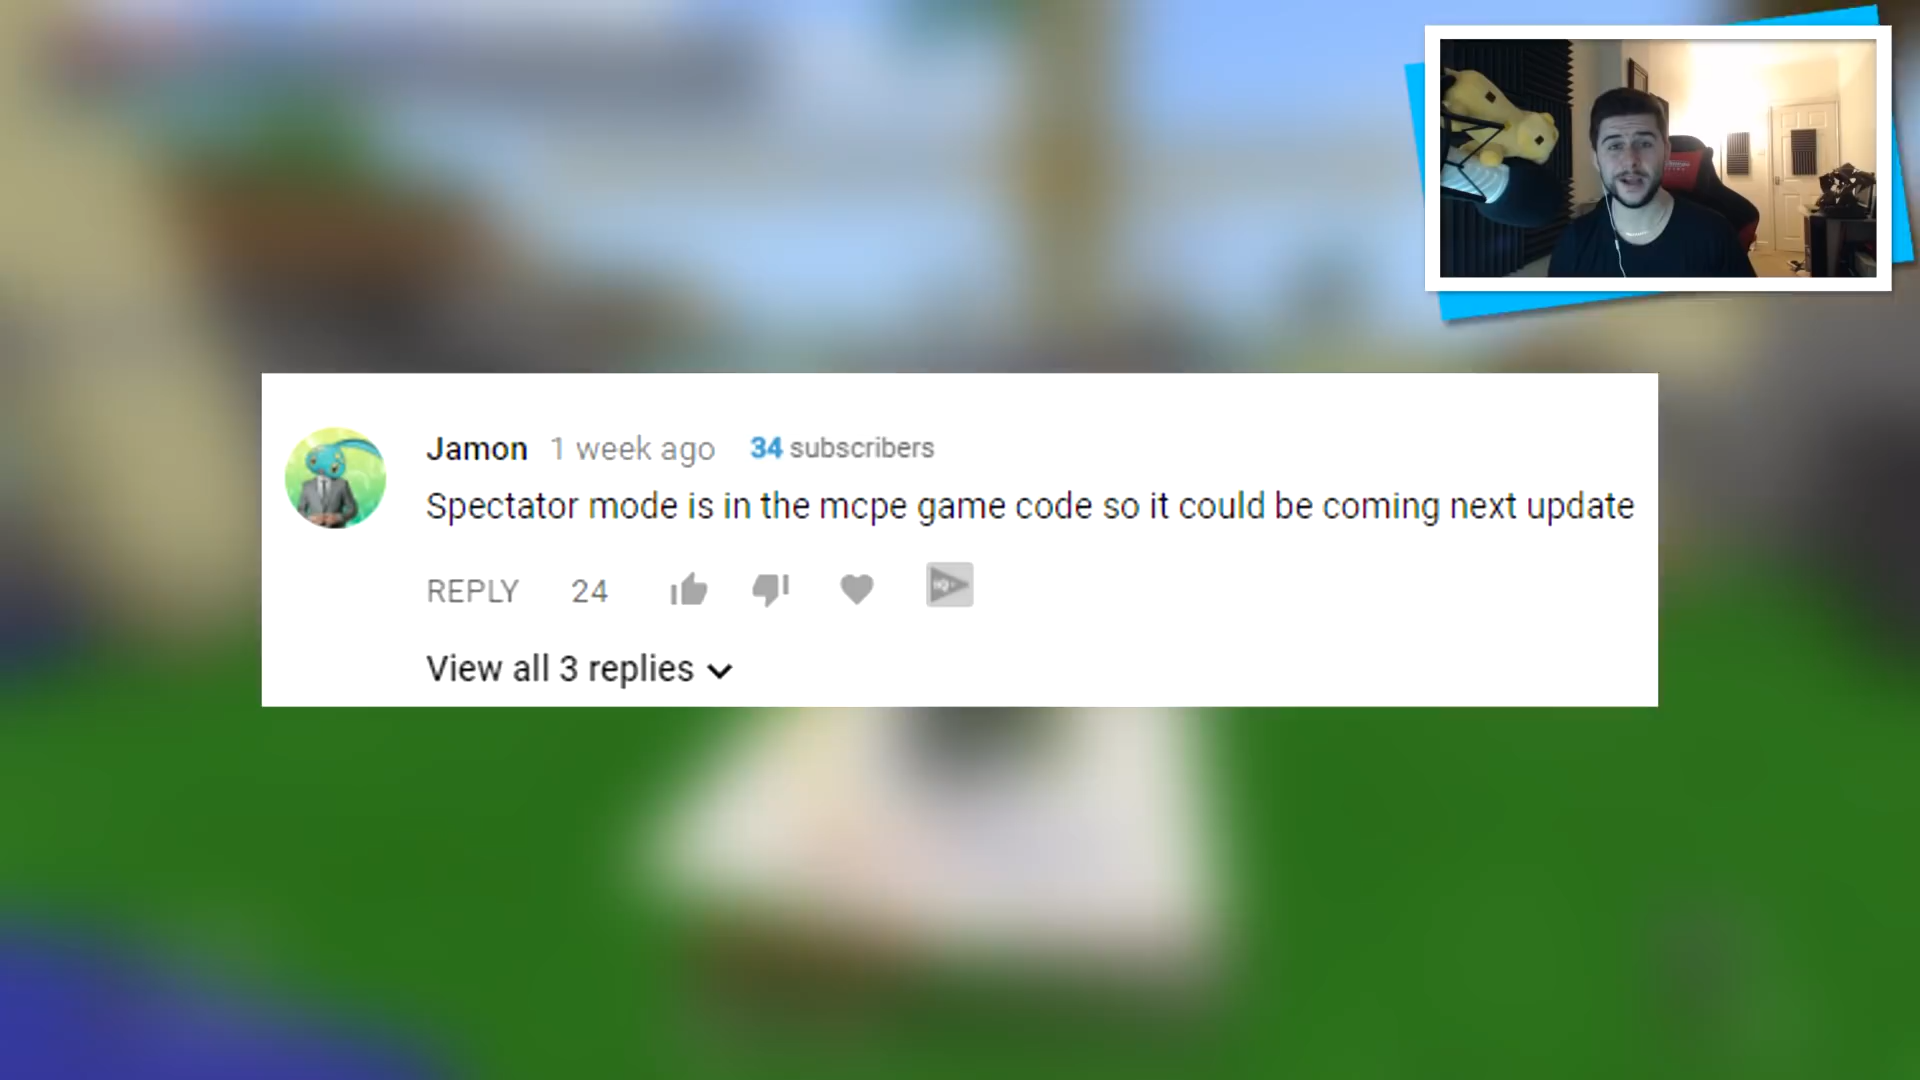 Jamon 1 week ago 34 subscribers
Spectator mode is in the mcpe game code so it could be coming next update
REPLY 24
View all 3 replies